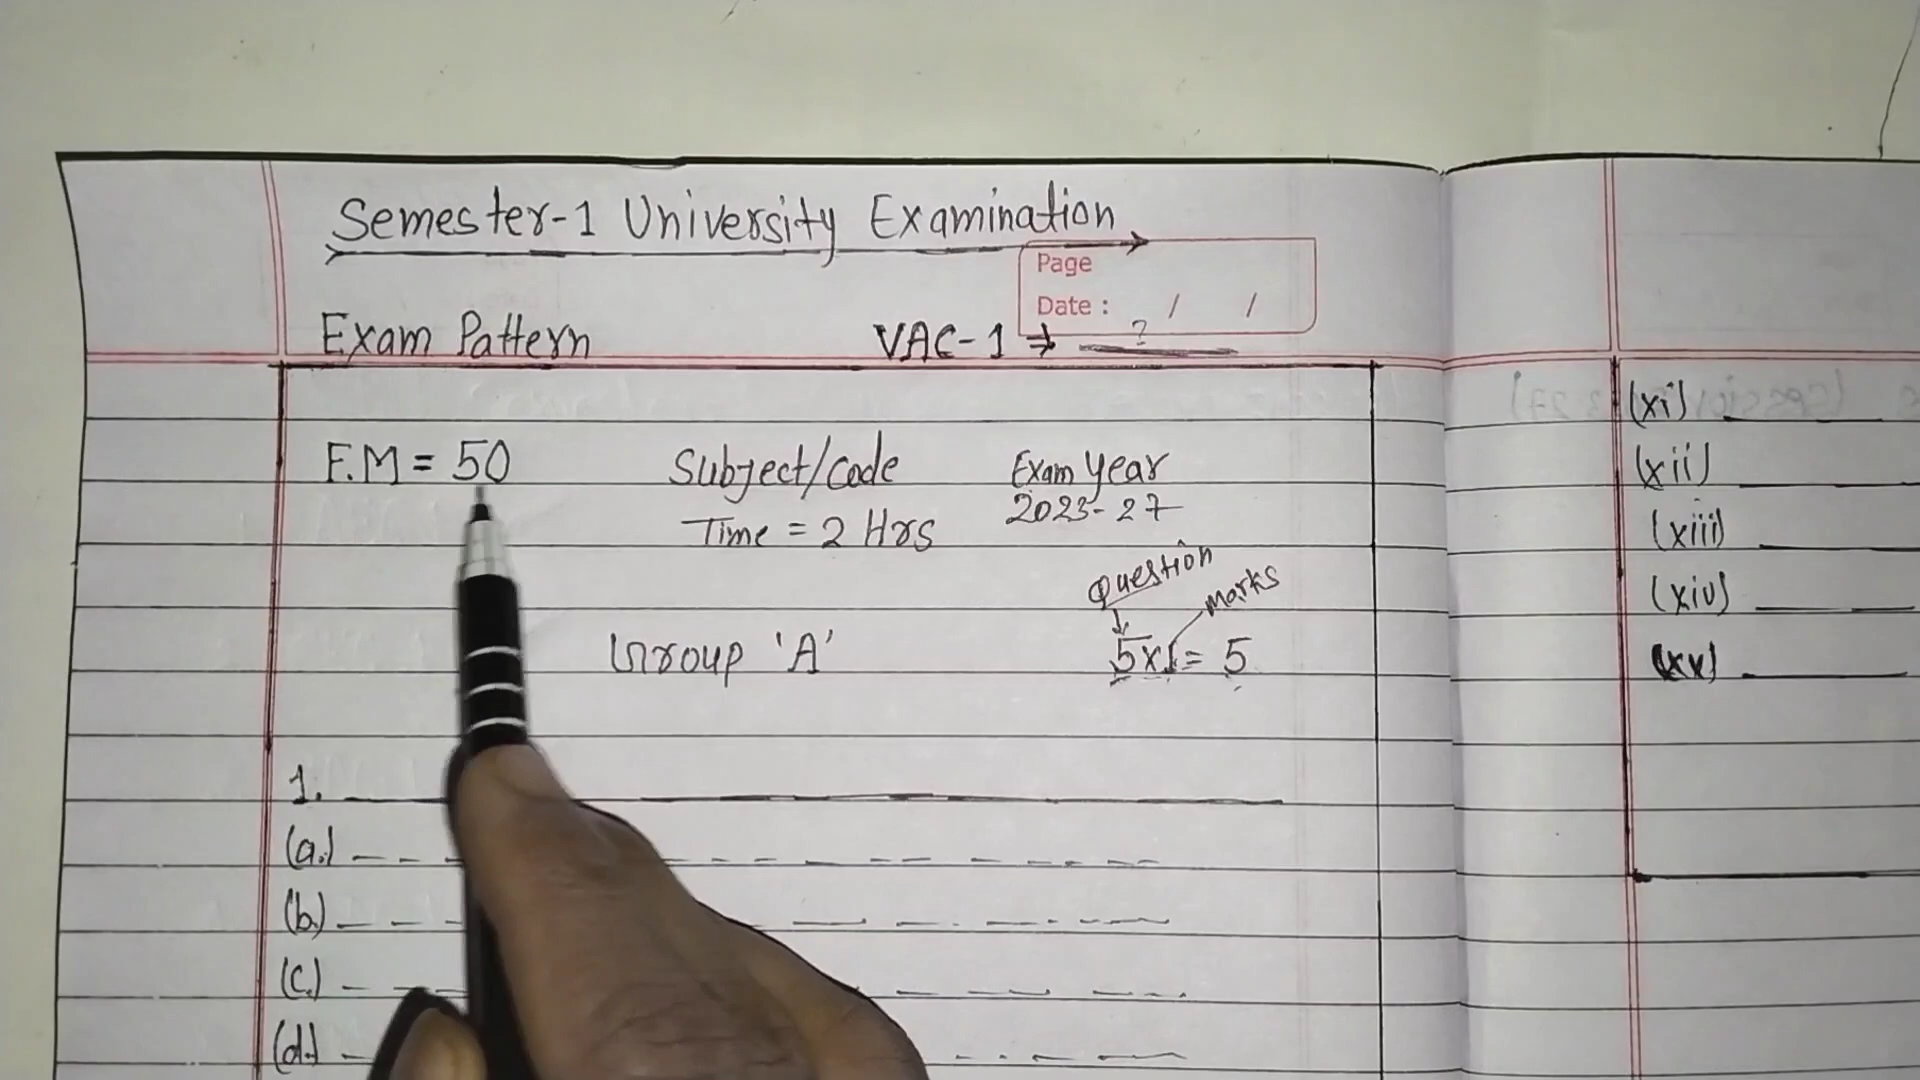 Semester-1 University Examination
Page
Date : / /
Exam Pattern VAC-1 → ?
F.M = 50 Subject/Code Exam year
2023-27
Time = 2 Hrs
Question
marks
Group 'A' 5x1= 5
1.
(a.)
(b.)
(c.)
(d.)
(xi)
(xii)
(xiii)
(xiv)
(xv)